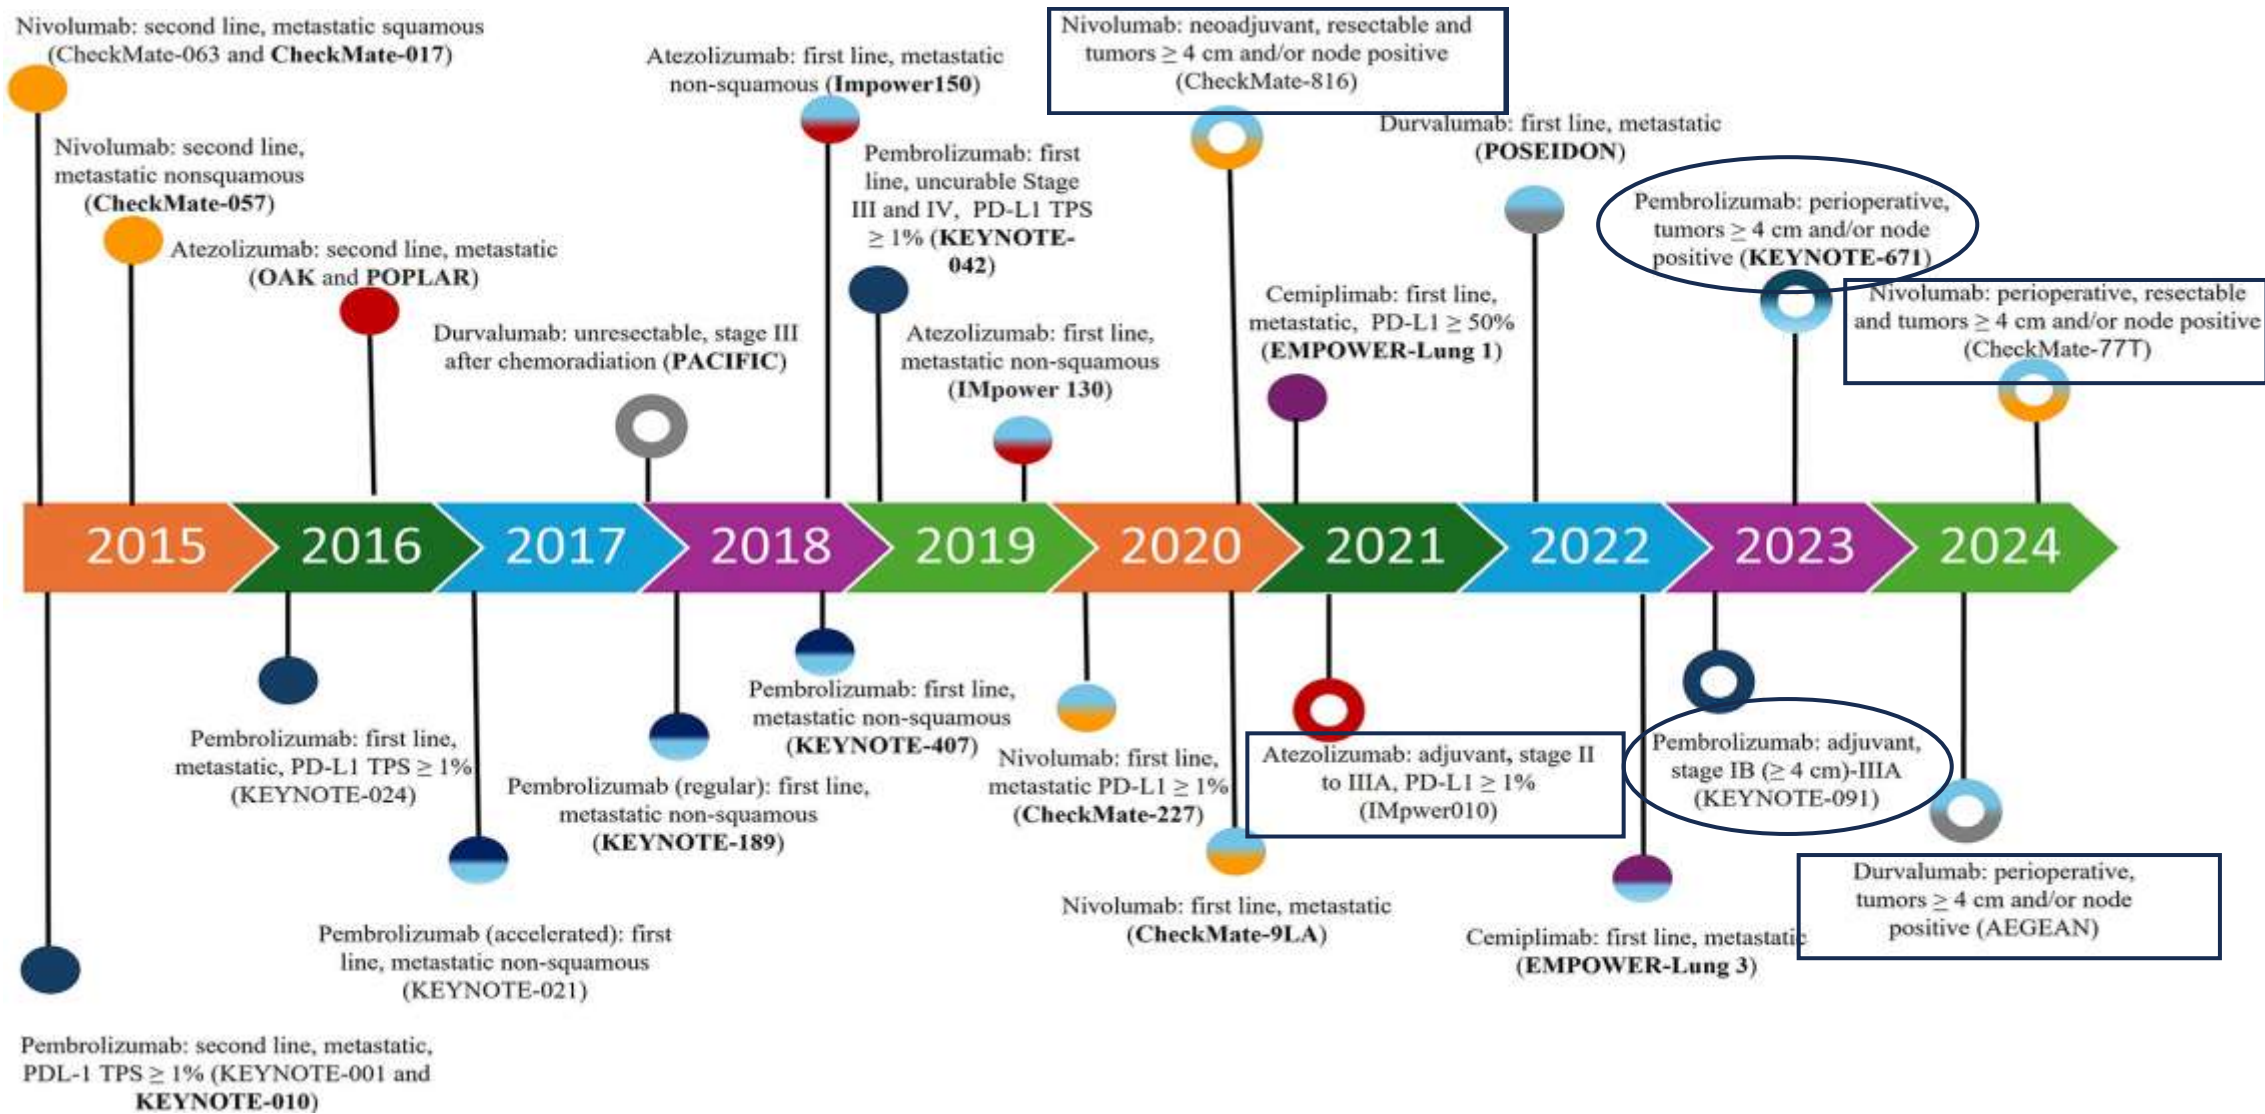 Nivolumab: second line, metastatic squamous
(CheckMate-063 and CheckMate-017)
Nivolumab: second line,
metastatic nonsquamous
(CheckMate-057)
Atezolizumab: second line, metastatic
(OAK and POPLAR)
Durvalumab: unresectable, stage III
after chemoradiation (PACIFIC)
Atezolizumab: first line, metastatic
non-squamous (Impower150)
Pembrolizumab: first
line, uncurable Stage
III and IV, PD-L1 TPS
≥ 1% (KEYNOTE-
042)
Atezolizumab: first line,
metastatic non-squamous
(IMpower 130)
Nivolumab: neoadjuvant, resectable and
tumors ≥ 4 cm and/or node positive
(CheckMate-816)
Cemiplimab: first line,
metastatic, PD-L1 ≥ 50%
(EMPOWER-Lung 1)
Durvalumab: first line, metastatic
(POSEIDON)
Pembrolizumab: perioperative,
tumors ≥ 4 cm and/or node
positive (KEYNOTE-671)
Nivolumab: perioperative, resectable
and tumors ≥ 4 cm and/or node positive
(CheckMate-77T)
2015
2016
2017
2018
2019
2020
2021
2022
2023
2024
Pembrolizumab: second line, metastatic,
PDL-1 TPS ≥ 1% (KEYNOTE-001 and
KEYNOTE-010)
Pembrolizumab: first line,
metastatic, PD-L1 TPS ≥ 1%
(KEYNOTE-024)
Pembrolizumab (accelerated): first
line, metastatic non-squamous
(KEYNOTE-021)
Pembrolizumab (regular): first line,
metastatic non-squamous
(KEYNOTE-189)
Pembrolizumab: first line,
metastatic non-squamous
(KEYNOTE-407)
Nivolumab: first line,
metastatic PD-L1 ≥ 1%
(CheckMate-227)
Nivolumab: first line, metastatic
(CheckMate-9LA)
Atezolizumab: adjuvant, stage II
to IIIA, PD-L1 ≥ 1%
(IMpwer010)
Cemiplimab: first line, metastatic
(EMPOWER-Lung 3)
Pembrolizumab: adjuvant,
stage IB (≥ 4 cm)-IIIA
(KEYNOTE-091)
Durvalumab: perioperative,
tumors ≥ 4 cm and/or node
positive (AEGEAN)